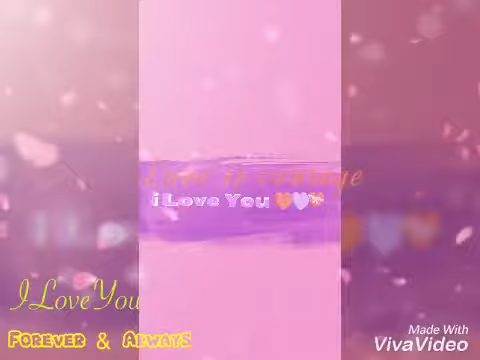 Love is courage
i Love You 🧡🤍🧡
I Love You
FOREVER & ALWAYS
Made With
VivaVideo